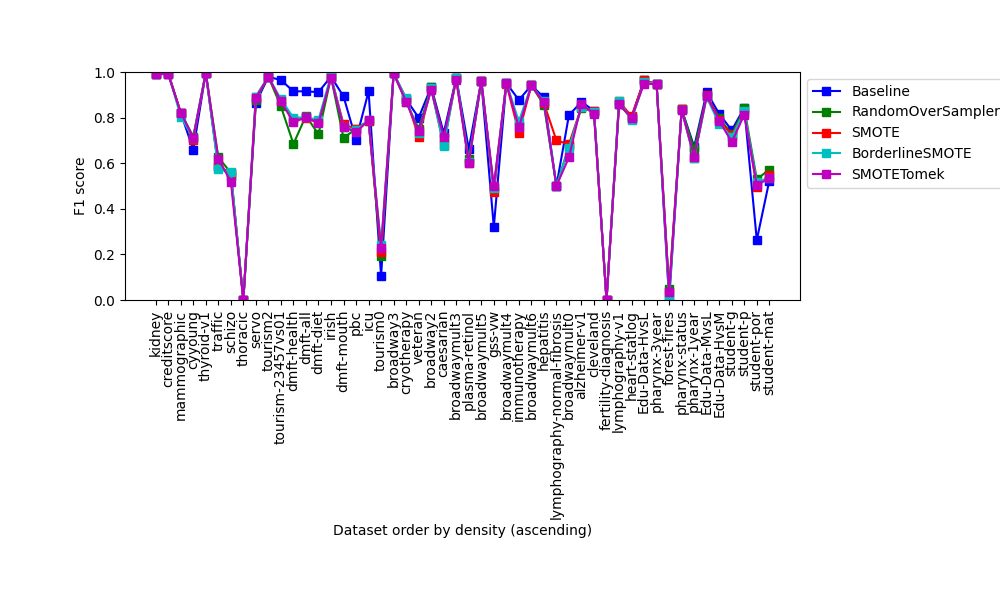 1.0
0.8
0.6
0.4
0.2
0.0
F1 score
Baseline
RandomOverSampler
SMOTE
BorderlineSMOTE
SMOTETomek
kidney
creditscore
mammographic
cyyoung
thyroid-v1
traffic
schizo
thoracic
servo
tourism2
tourism-23457vs01
dmft-health
dmft-all
dmft-diet
irish
dmft-mouth
pbc
icu
tourism0
broadway3
cryotherapy
veteran
broadway2
caesarian
broadwaymult3
plasma-retinol
broadwaymult5
gss-vw
broadwaymult4
immunotherapy
broadwaymult6
hepatitis
lymphography-normal-fibrosis
broadwaymult0
alzheimer-v1
cleveland
fertility-diagnosis
lymphography-v1
heart-statlog
Edu-Data-HvsL
pharynx-3year
forest-fires
pharynx-status
pharynx-1year
Edu-Data-MvsL
Edu-Data-HvsM
student-g
student-p
student-por
student-mat
Dataset order by density (ascending)